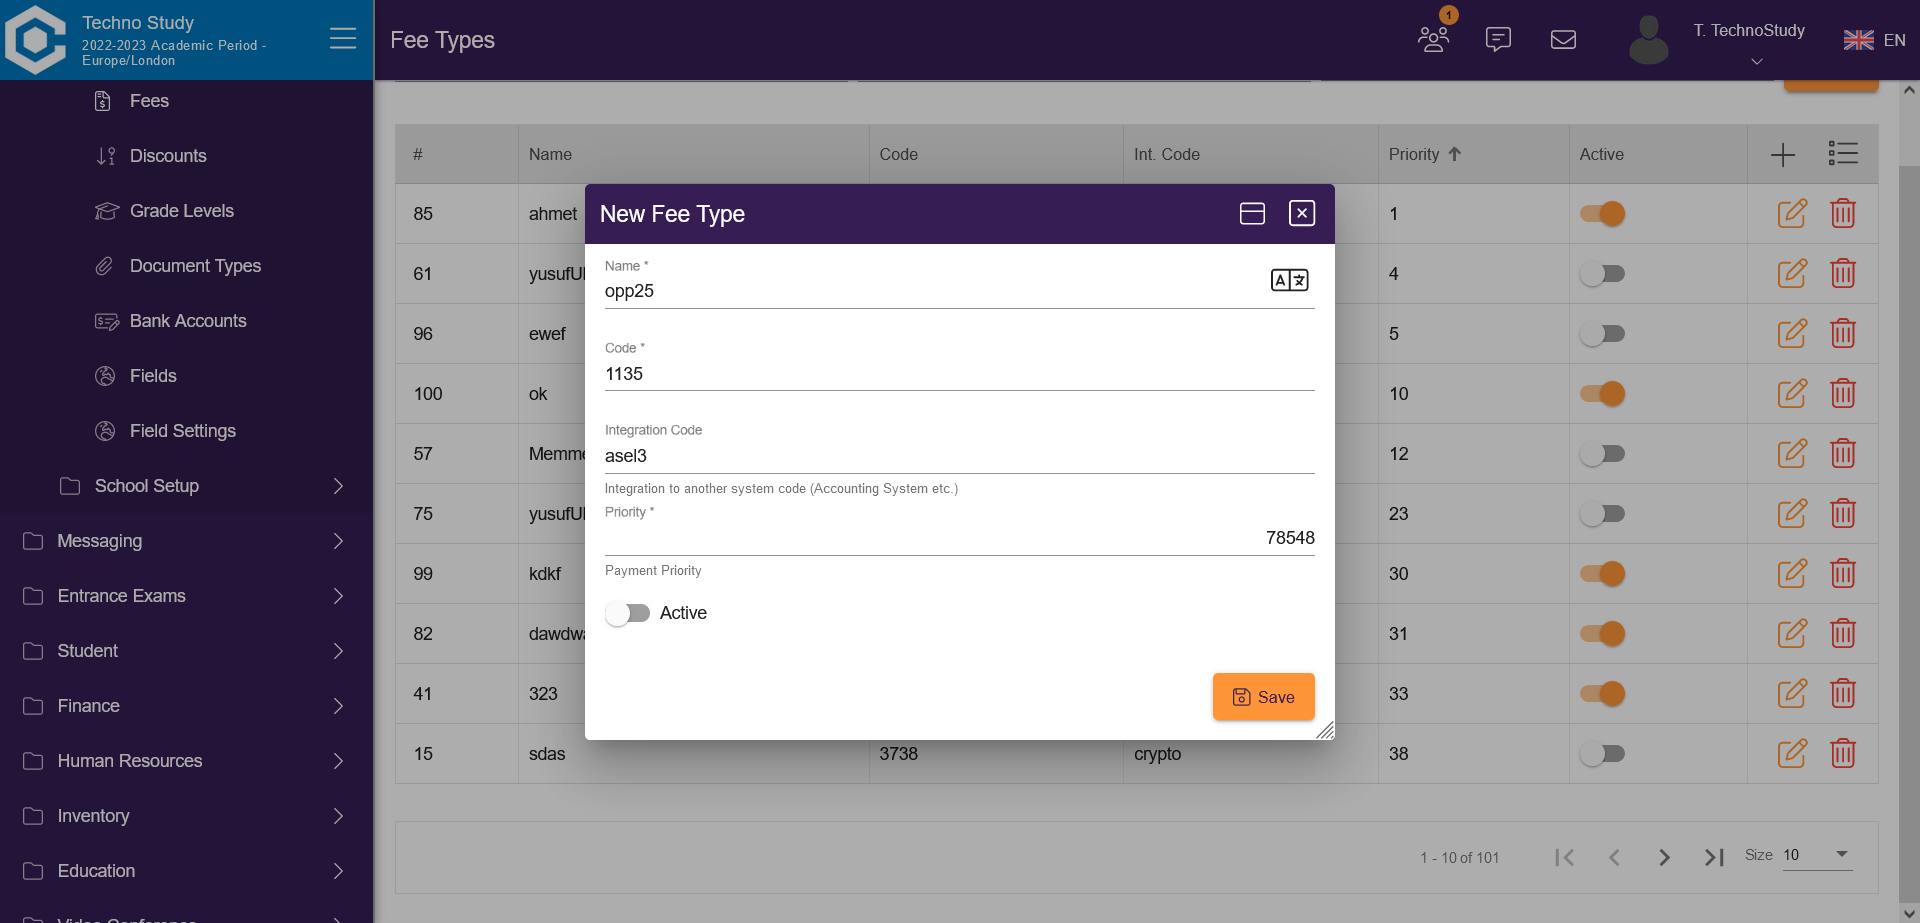 Techno Study
2022-2023 Academic Period -
Europe/London
Fee Types
1
T. TechnoStudy
EN
Fees
Discounts
Grade Levels
Document Types
Bank Accounts
Fields
Field Settings
School Setup
Messaging
Entrance Exams
Student
Finance
Human Resources
Inventory
Education
Video Conference
# Name Code Int. Code Priority Active
85 ahmet 1
61 4
96 ewef 5
100 ok 10
57 12
75 23
99 kdkf 30
82 31
41 323 33
15 sdas 3738 crypto 38
New Fee Type
Name *
opp25
Code *
1135
Integration Code
asel3
Integration to another system code (Accounting System etc.)
Priority *
78548
Payment Priority
Active
Save
1 - 10 of 101
Size 10